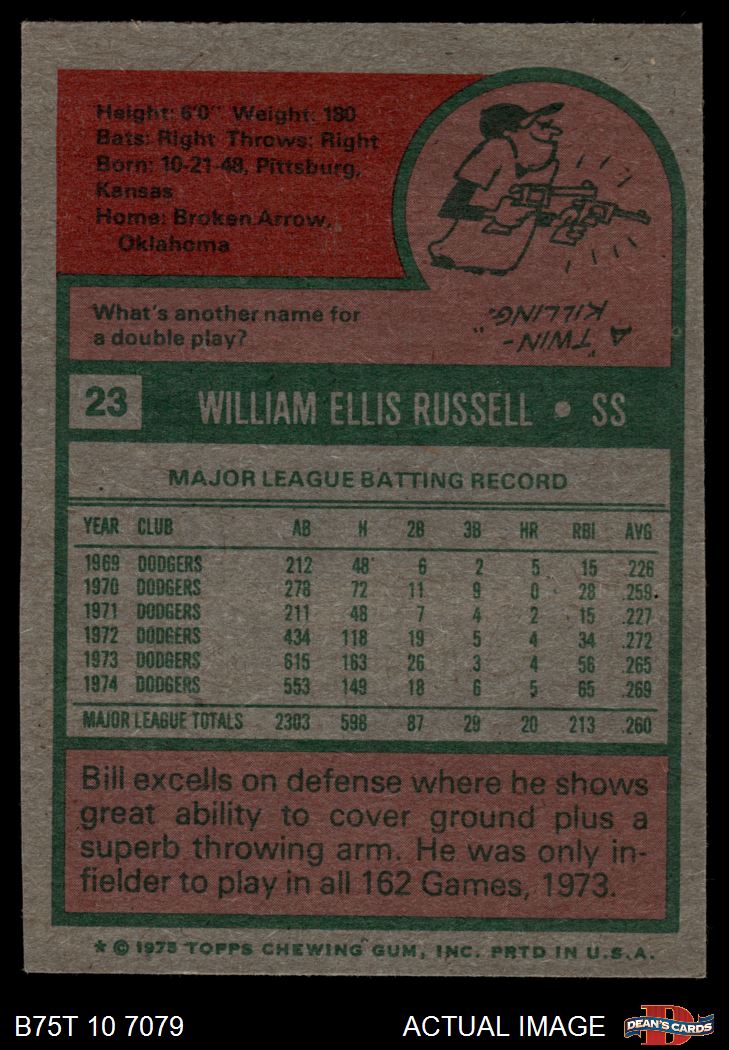 Height: 6'0" Weight: 180
Bats: Right Throws: Right
Born: 10-21-48, Pittsburg,
Kansas
Home: Broken Arrow,
Oklahoma
What's another name for
a double play?
A "TWIN-
KILLING."
23 WILLIAM ELLIS RUSSELL • SS
MAJOR LEAGUE BATTING RECORD
YEAR CLUB AB H 2B 3B HR RBI AVG
1969 DODGERS 212 48 6 2 5 15 .226
1970 DODGERS 278 72 11 9 0 28 .259
1971 DODGERS 211 48 7 4 2 15 .227
1972 DODGERS 434 118 19 5 4 34 .272
1973 DODGERS 615 163 26 3 4 56 .265
1974 DODGERS 553 149 18 6 5 65 .269
MAJOR LEAGUE TOTALS 2303 598 87 29 20 213 .260
Bill excells on defense where he shows
great ability to cover ground plus a
superb throwing arm. He was only in-
fielder to play in all 162 Games, 1973.
* © 1975 TOPPS CHEWING GUM, INC. PRTD IN U.S.A.
B75T 10 7079 ACTUAL IMAGE
D
DEAN'S CARDS